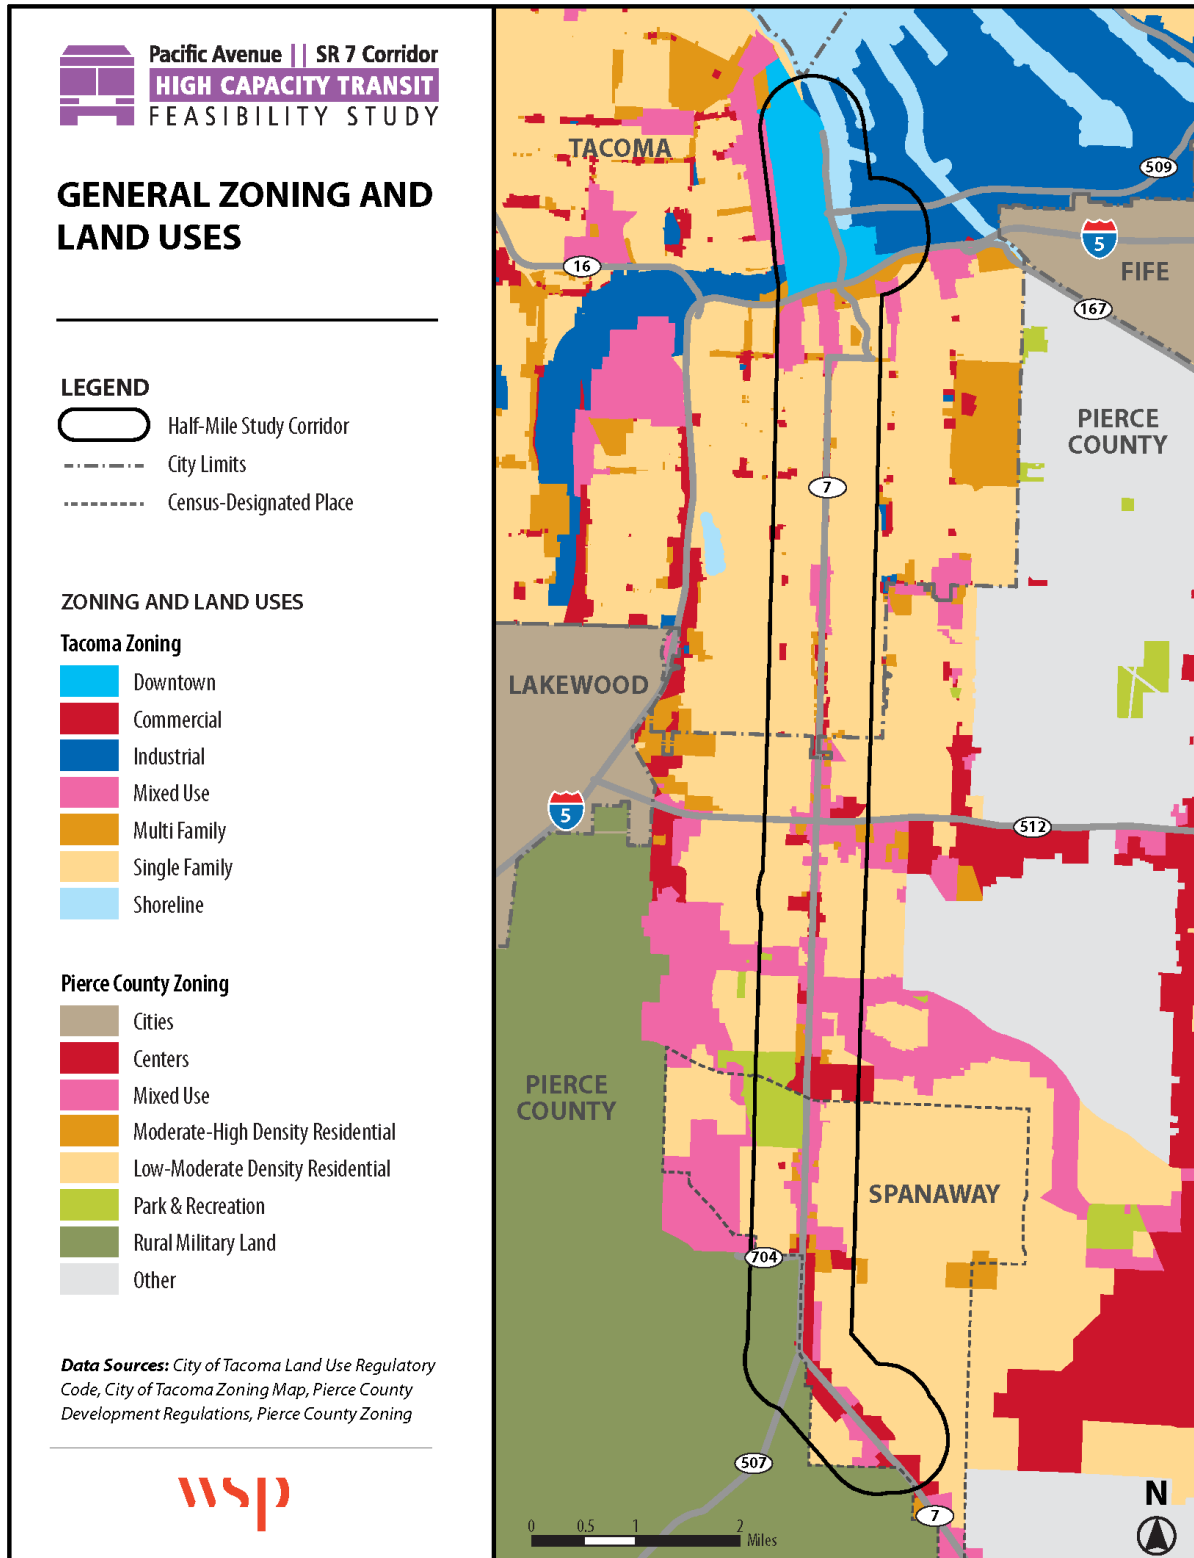 Pacific Avenue || SR 7 Corridor
HIGH CAPACITY TRANSIT
FEASIBILITY STUDY
GENERAL ZONING AND
LAND USES
LEGEND
Half-Mile Study Corridor
City Limits
Census-Designated Place
ZONING AND LAND USES
Tacoma Zoning
Downtown
Commercial
Industrial
Mixed Use
Multi Family
Single Family
Shoreline
Pierce County Zoning
Cities
Centers
Mixed Use
Moderate-High Density Residential
Low-Moderate Density Residential
Park & Recreation
Rural Military Land
Other
Data Sources: City of Tacoma Land Use Regulatory
Code, City of Tacoma Zoning Map, Pierce County
Development Regulations, Pierce County Zoning
wsp
TACOMA
509
5
FIFE
16
167
PIERCE
COUNTY
7
LAKEWOOD
5
512
PIERCE
COUNTY
SPANAWAY
704
507
7
N
0 0.5 1 2
Miles